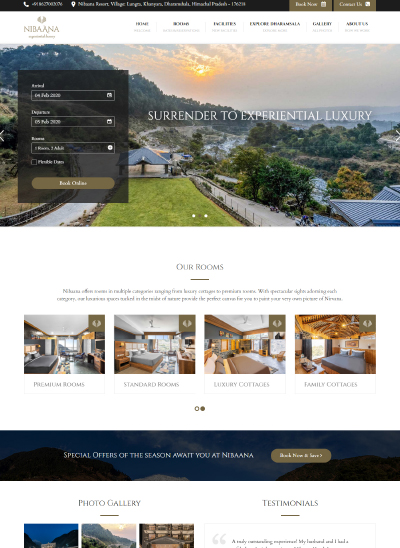 +91 8627002076 Nibaana Resort, Village: Lungta, Khanyara, Dharamshala, Himachal Pradesh - 176218 Book Now Contact Us
NIBAANA
experiential luxury
HOME ROOMS FACILITIES EXPLORE DHARAMSALA GALLERY ABOUT US
Arrival
04 Feb 2020
Departure
05 Feb 2020
Rooms
1 Room, 2 Adult
Flexible Dates
Book Online
SURRENDER TO EXPERIENTIAL LUXURY
OUR ROOMS
Nibaana offers rooms in multiple categories ranging from luxury cottages to premium rooms. With spectacular sights adorning each
category, our luxurious spaces tucked in the midst of nature provide the perfect canvas for you to paint your very own picture of Nirvana.
PREMIUM ROOMS STANDARD ROOMS LUXURY COTTAGES FAMILY COTTAGES
SPECIAL OFFERS OF THE SEASON AWAIT YOU AT NIBAANA Book Now & Save >
PHOTO GALLERY TESTIMONIALS
A truly outstanding experience! My husband and I had a